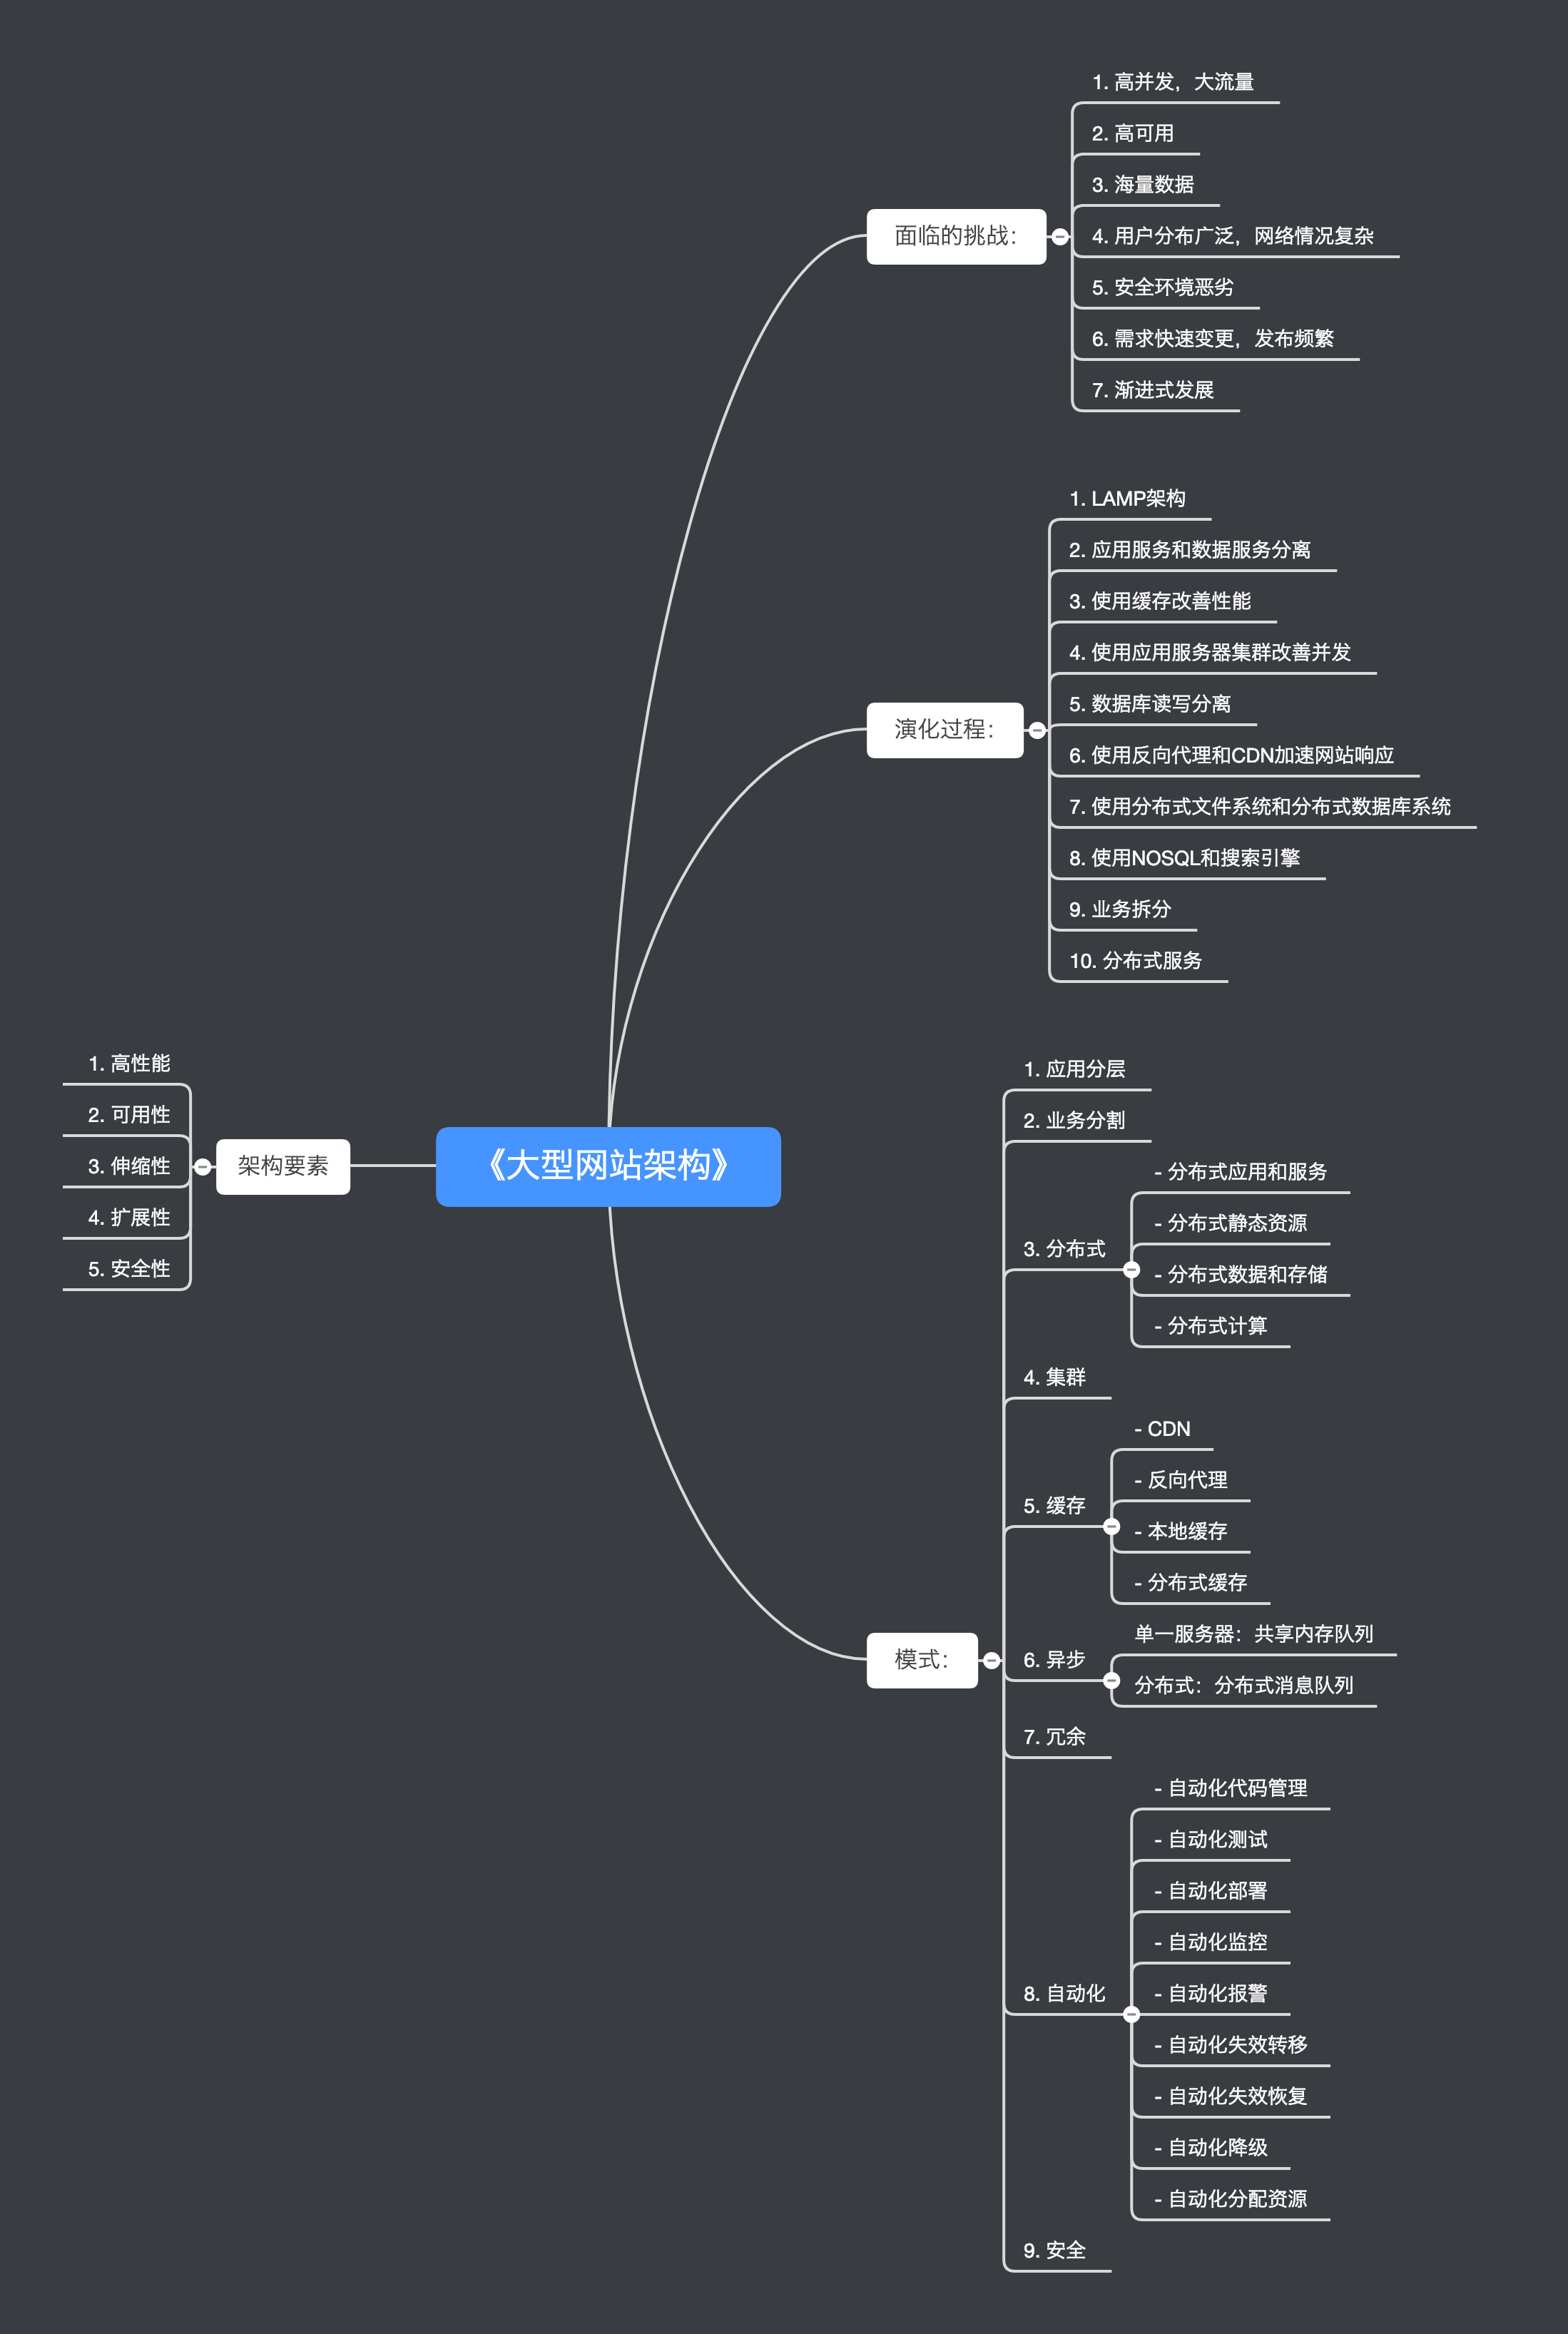 面临的挑战：
1. 高并发，大流量
2. 高可用
3. 海量数据
4. 用户分布广泛，网络情况复杂
5. 安全环境恶劣
6. 需求快速变更，发布频繁
7. 渐进式发展
演化过程：
1. LAMP架构
2. 应用服务和数据服务分离
3. 使用缓存改善性能
4. 使用应用服务器集群改善并发
5. 数据库读写分离
6. 使用反向代理和CDN加速网站响应
7. 使用分布式文件系统和分布式数据库系统
8. 使用NOSQL和搜索引擎
9. 业务拆分
10. 分布式服务
《大型网站架构》
架构要素
1. 高性能
2. 可用性
3. 伸缩性
4. 扩展性
5. 安全性
模式：
1. 应用分层
2. 业务分割
3. 分布式
- 分布式应用和服务
- 分布式静态资源
- 分布式数据和存储
- 分布式计算
4. 集群
5. 缓存
- CDN
- 反向代理
- 本地缓存
- 分布式缓存
6. 异步
单一服务器：共享内存队列
分布式：分布式消息队列
7. 冗余
8. 自动化
- 自动化代码管理
- 自动化测试
- 自动化部署
- 自动化监控
- 自动化报警
- 自动化失效转移
- 自动化失效恢复
- 自动化降级
- 自动化分配资源
9. 安全